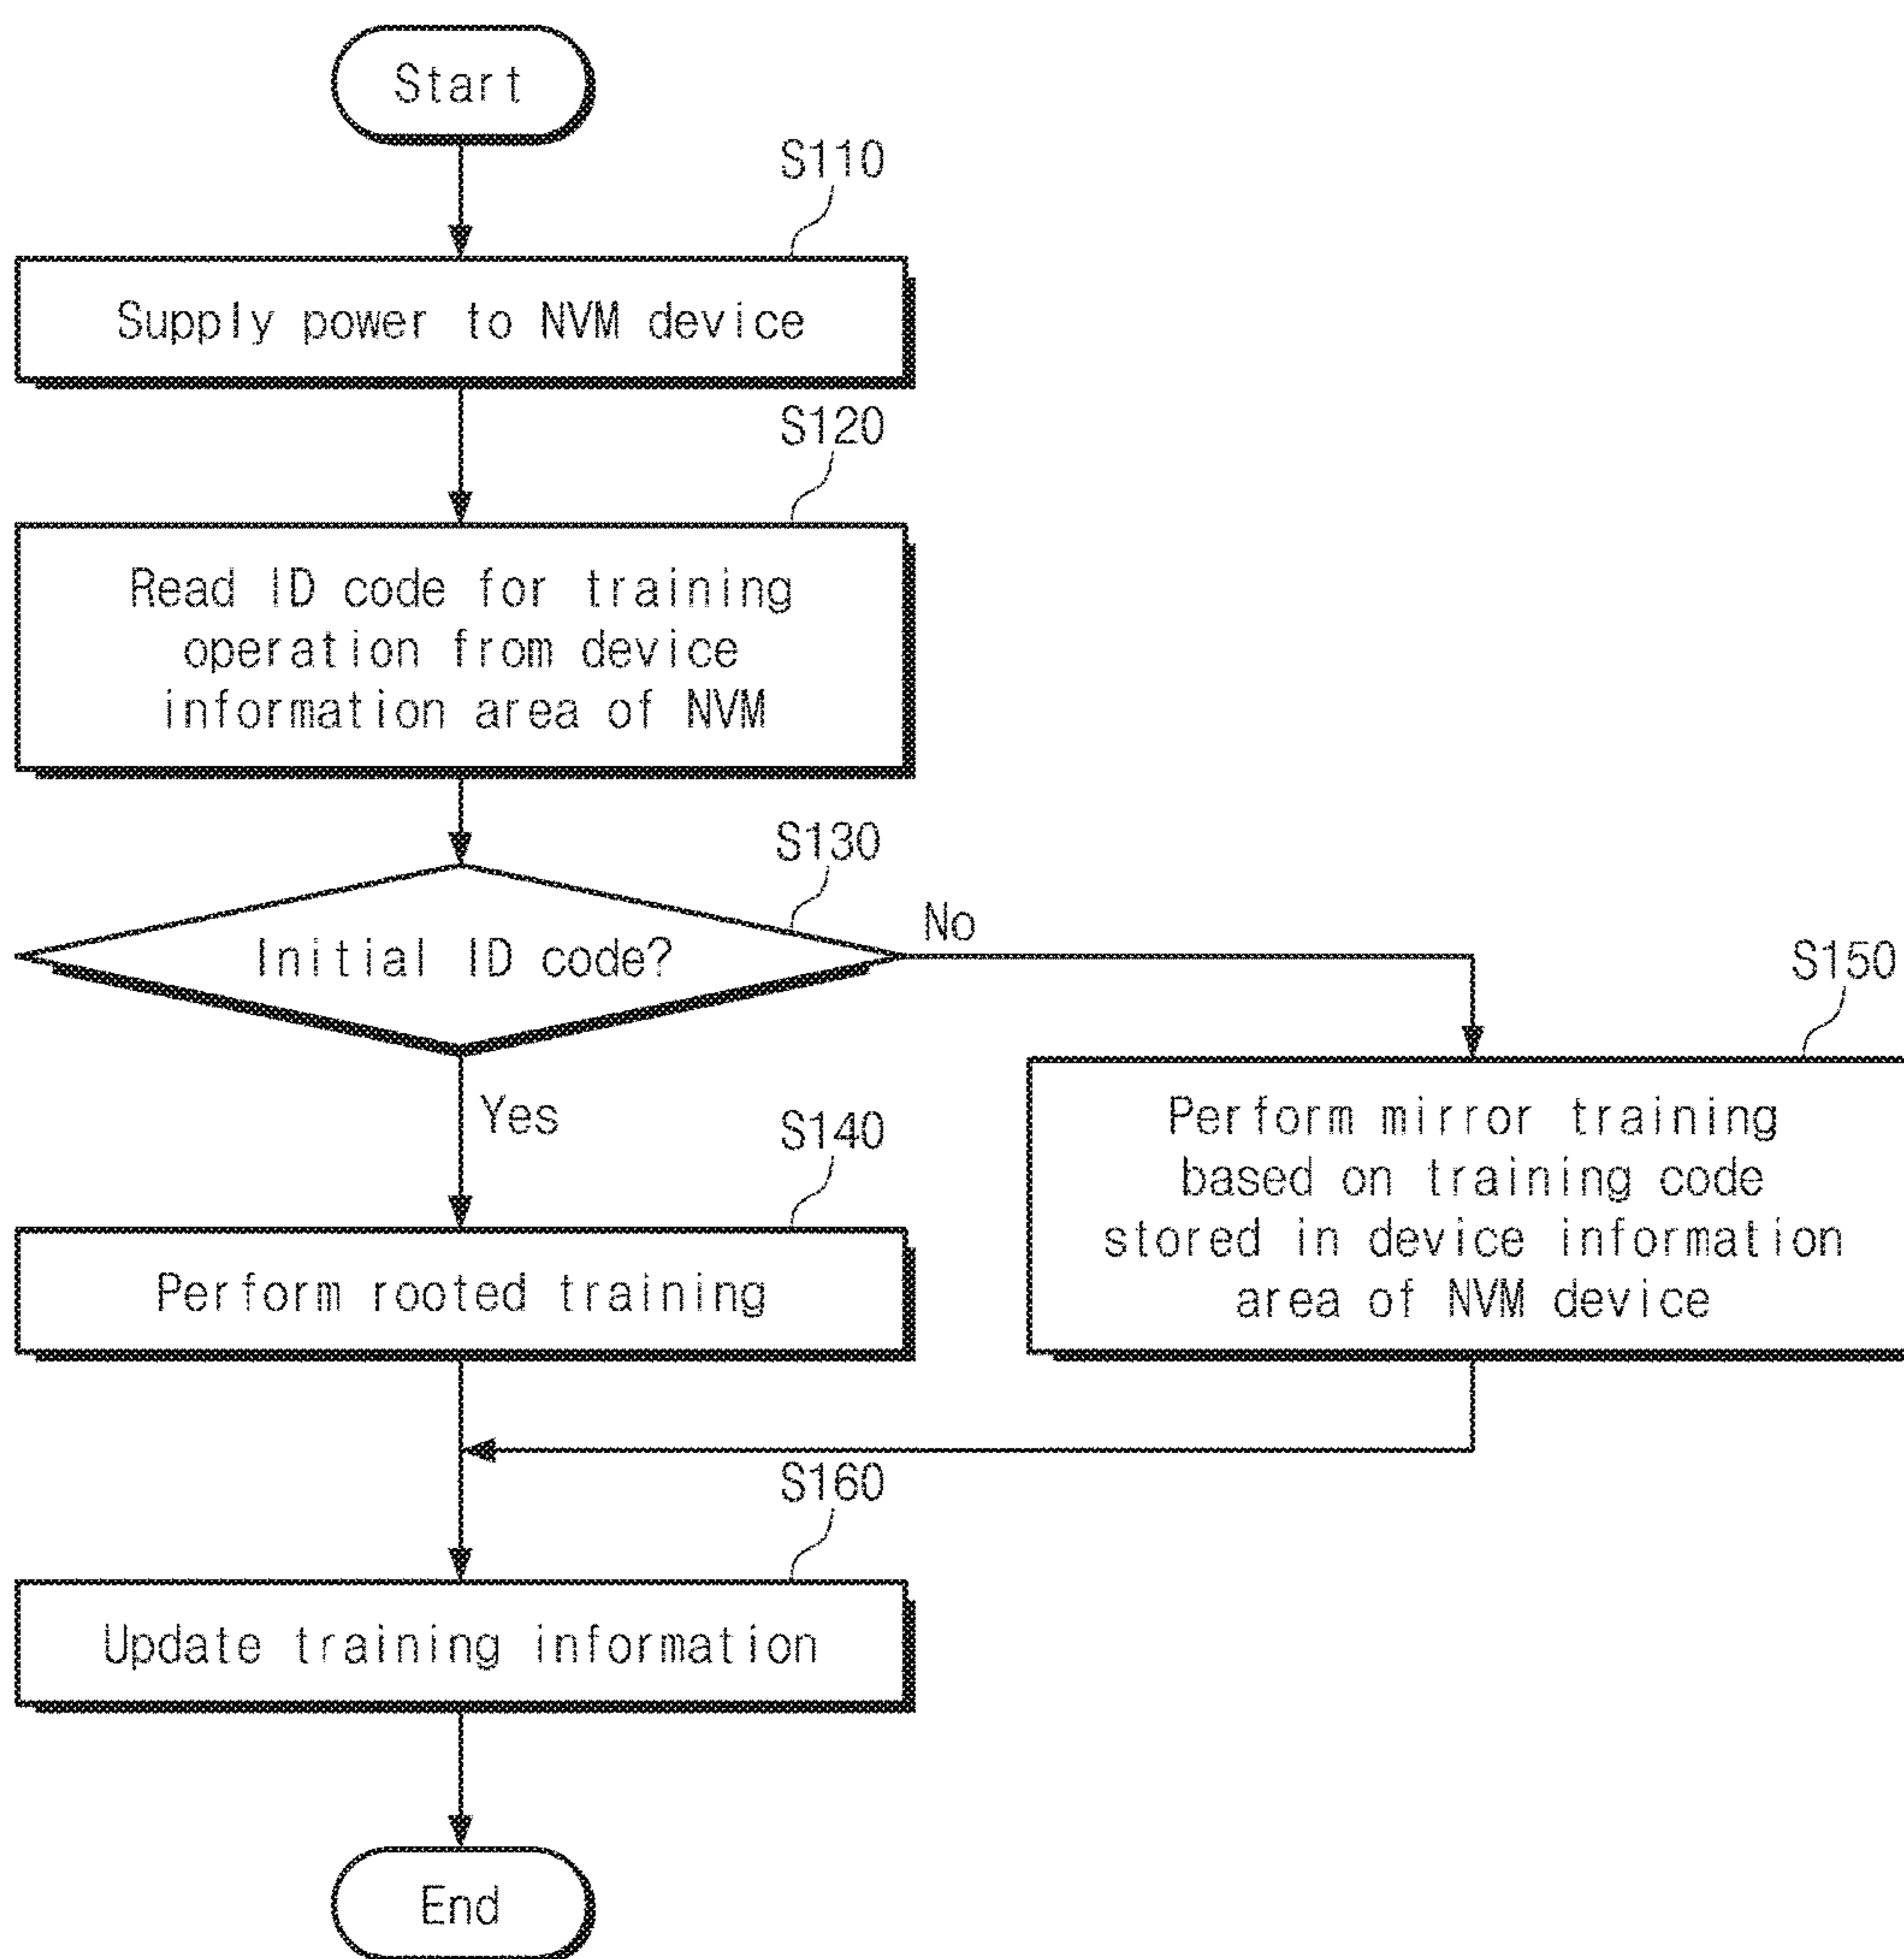 Start
S110
Supply power to NVM device
S120
Read ID code for training
operation from device
information area of NVM
S130
Initial ID code?
No
Yes
S150
Perform mirror training
based on training code
stored in device information
area of NVM device
S140
Perform rooted training
S160
Update training information
End